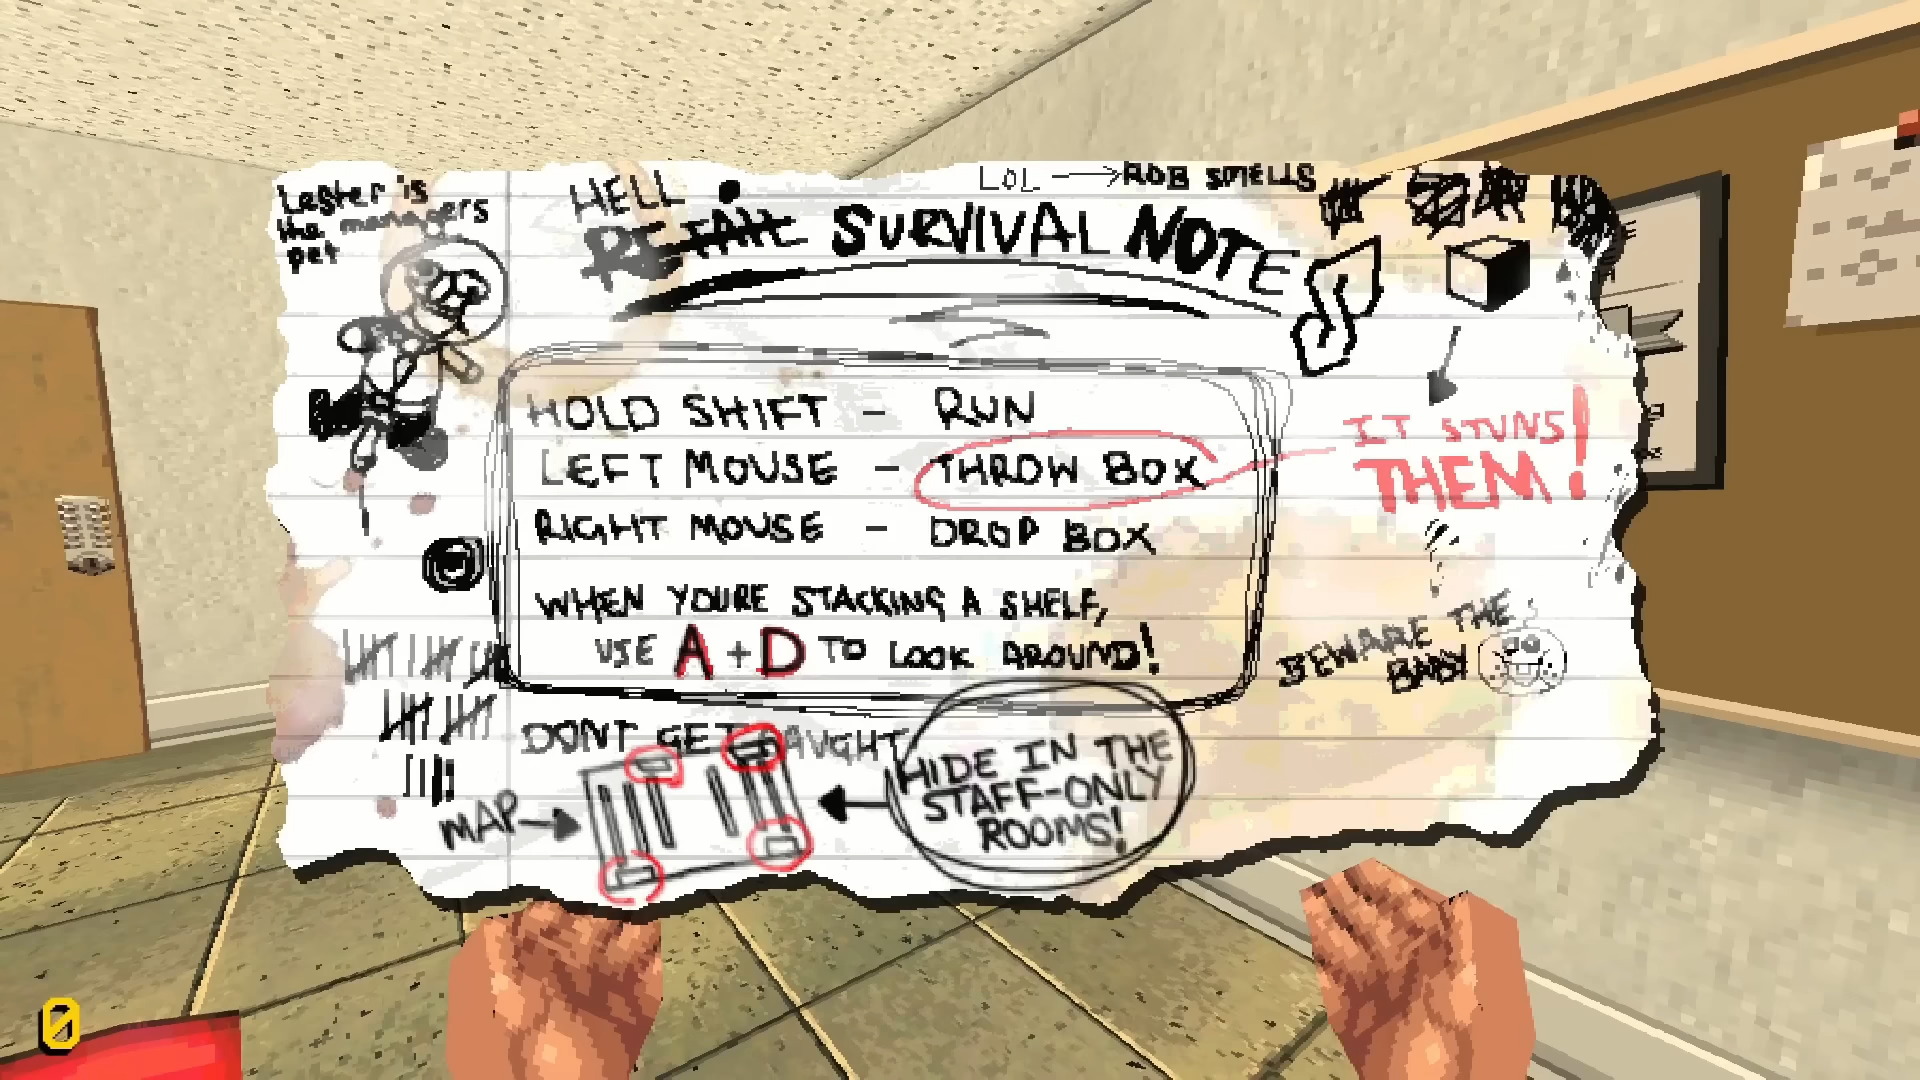 LOL → ROB SMELLS
Lester is
the managers
pet
HELL
RETAIL SURVIVAL NOTE
HOLD SHIFT - RUN
LEFT MOUSE - THROW BOX
RIGHT MOUSE - DROP BOX
WHEN YOURE STACKING A SHELF,
USE A + D TO LOOK AROUND!
IT STUNS
THEM!
BEWARE THE
BABY
DONT GET CAUGHT
MAP
HIDE IN THE
STAFF-ONLY
ROOMS!
0